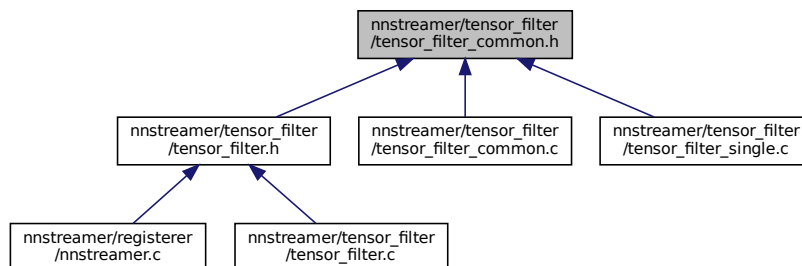 nnstreamer/tensor_filter
/tensor_filter_common.h
nnstreamer/tensor_filter
/tensor_filter.h
nnstreamer/tensor_filter
/tensor_filter_common.c
nnstreamer/tensor_filter
/tensor_filter_single.c
nnstreamer/registerer
/nnstreamer.c
nnstreamer/tensor_filter
/tensor_filter.c